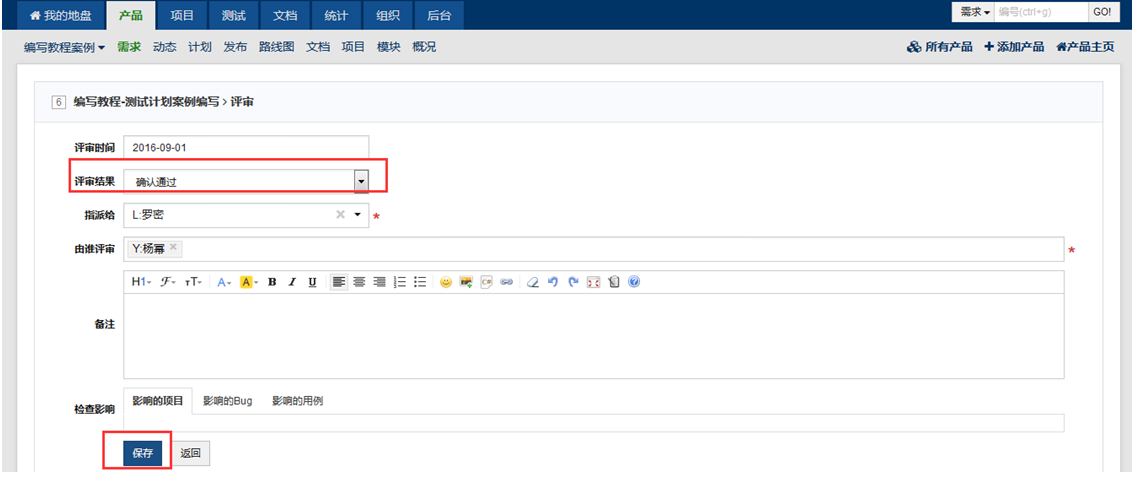 我的地盘 产品 项目 测试 文档 统计 组织 后台 需求 编号(ctrl+g) GO!
编写教程案例 需求 动态 计划 发布 路线图 文档 项目 模块 概况 所有产品 添加产品 产品主页
6 编写教程-测试计划案例编写 > 评审
评审时间 2016-09-01
评审结果 确认通过
指派给 L:罗密 *
由谁评审 Y:杨幂 *
H1 F TT A A B I U
备注
检查影响 影响的项目 影响的Bug 影响的用例
保存 返回